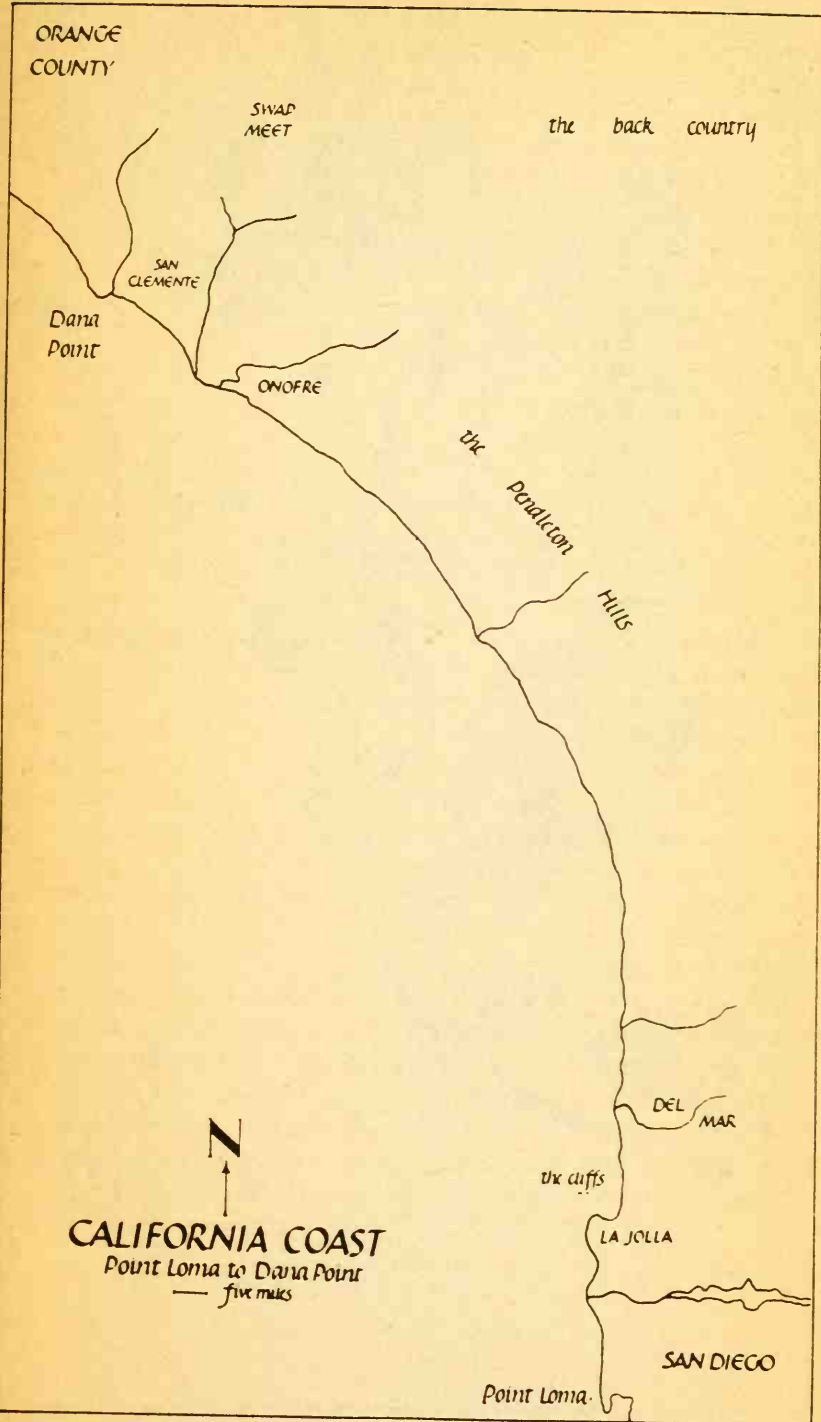 ORANGE
COUNTY
SWAP
MEET
the back country
SAN
CLEMENTE
Dana
Point
ONOFRE
the
Pendleton
Hills
DEL
MAR
the cliffs
LA JOLLA
N
CALIFORNIA COAST
Point Loma to Dana Point
five miles
SAN DIEGO
Point Loma